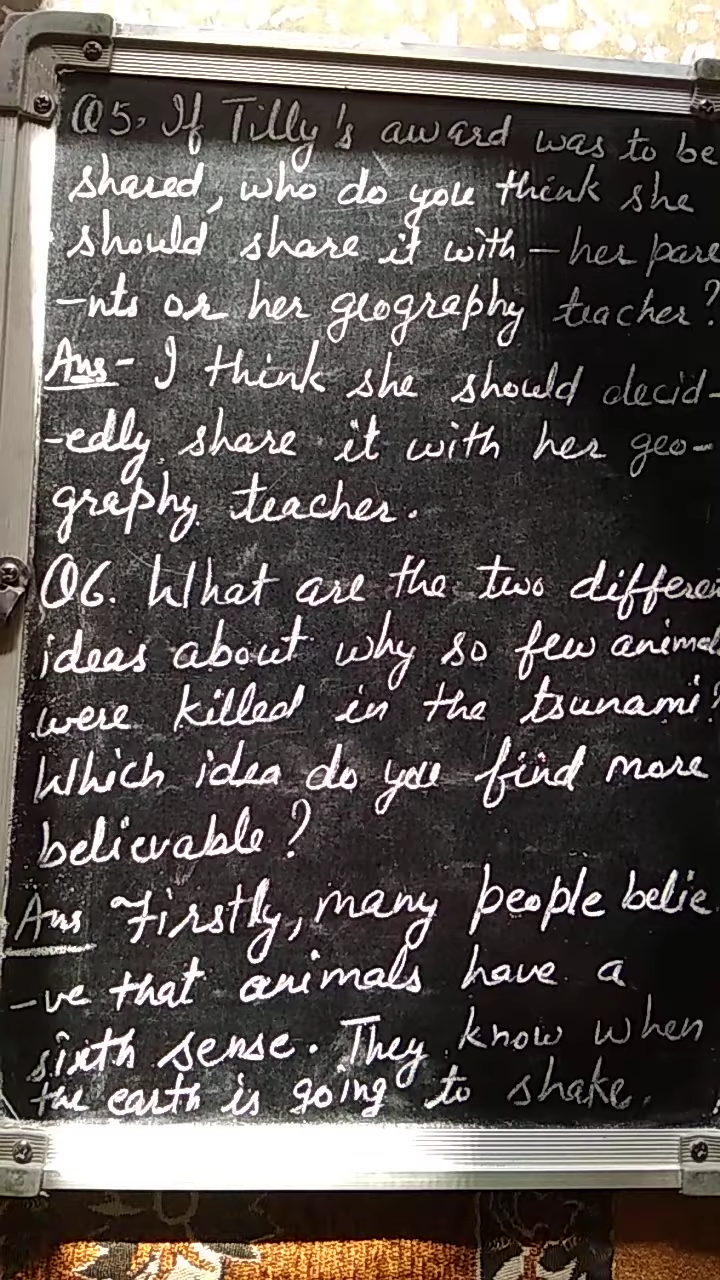 Q5. If Tilly's award was to be
shared, who do you think she
should share it with - her pare
-nts or her geography teacher?
Ans- I think she should decid-
-edly share it with her geo-
graphy teacher.
Q6. What are the two differen
ideas about why so few animal
were killed in the tsunami?
Which idea do you find more
believable?
Ans Firstly, many people belie
-ve that animals have a
sixth sense. They know when
the earth is going to shake.